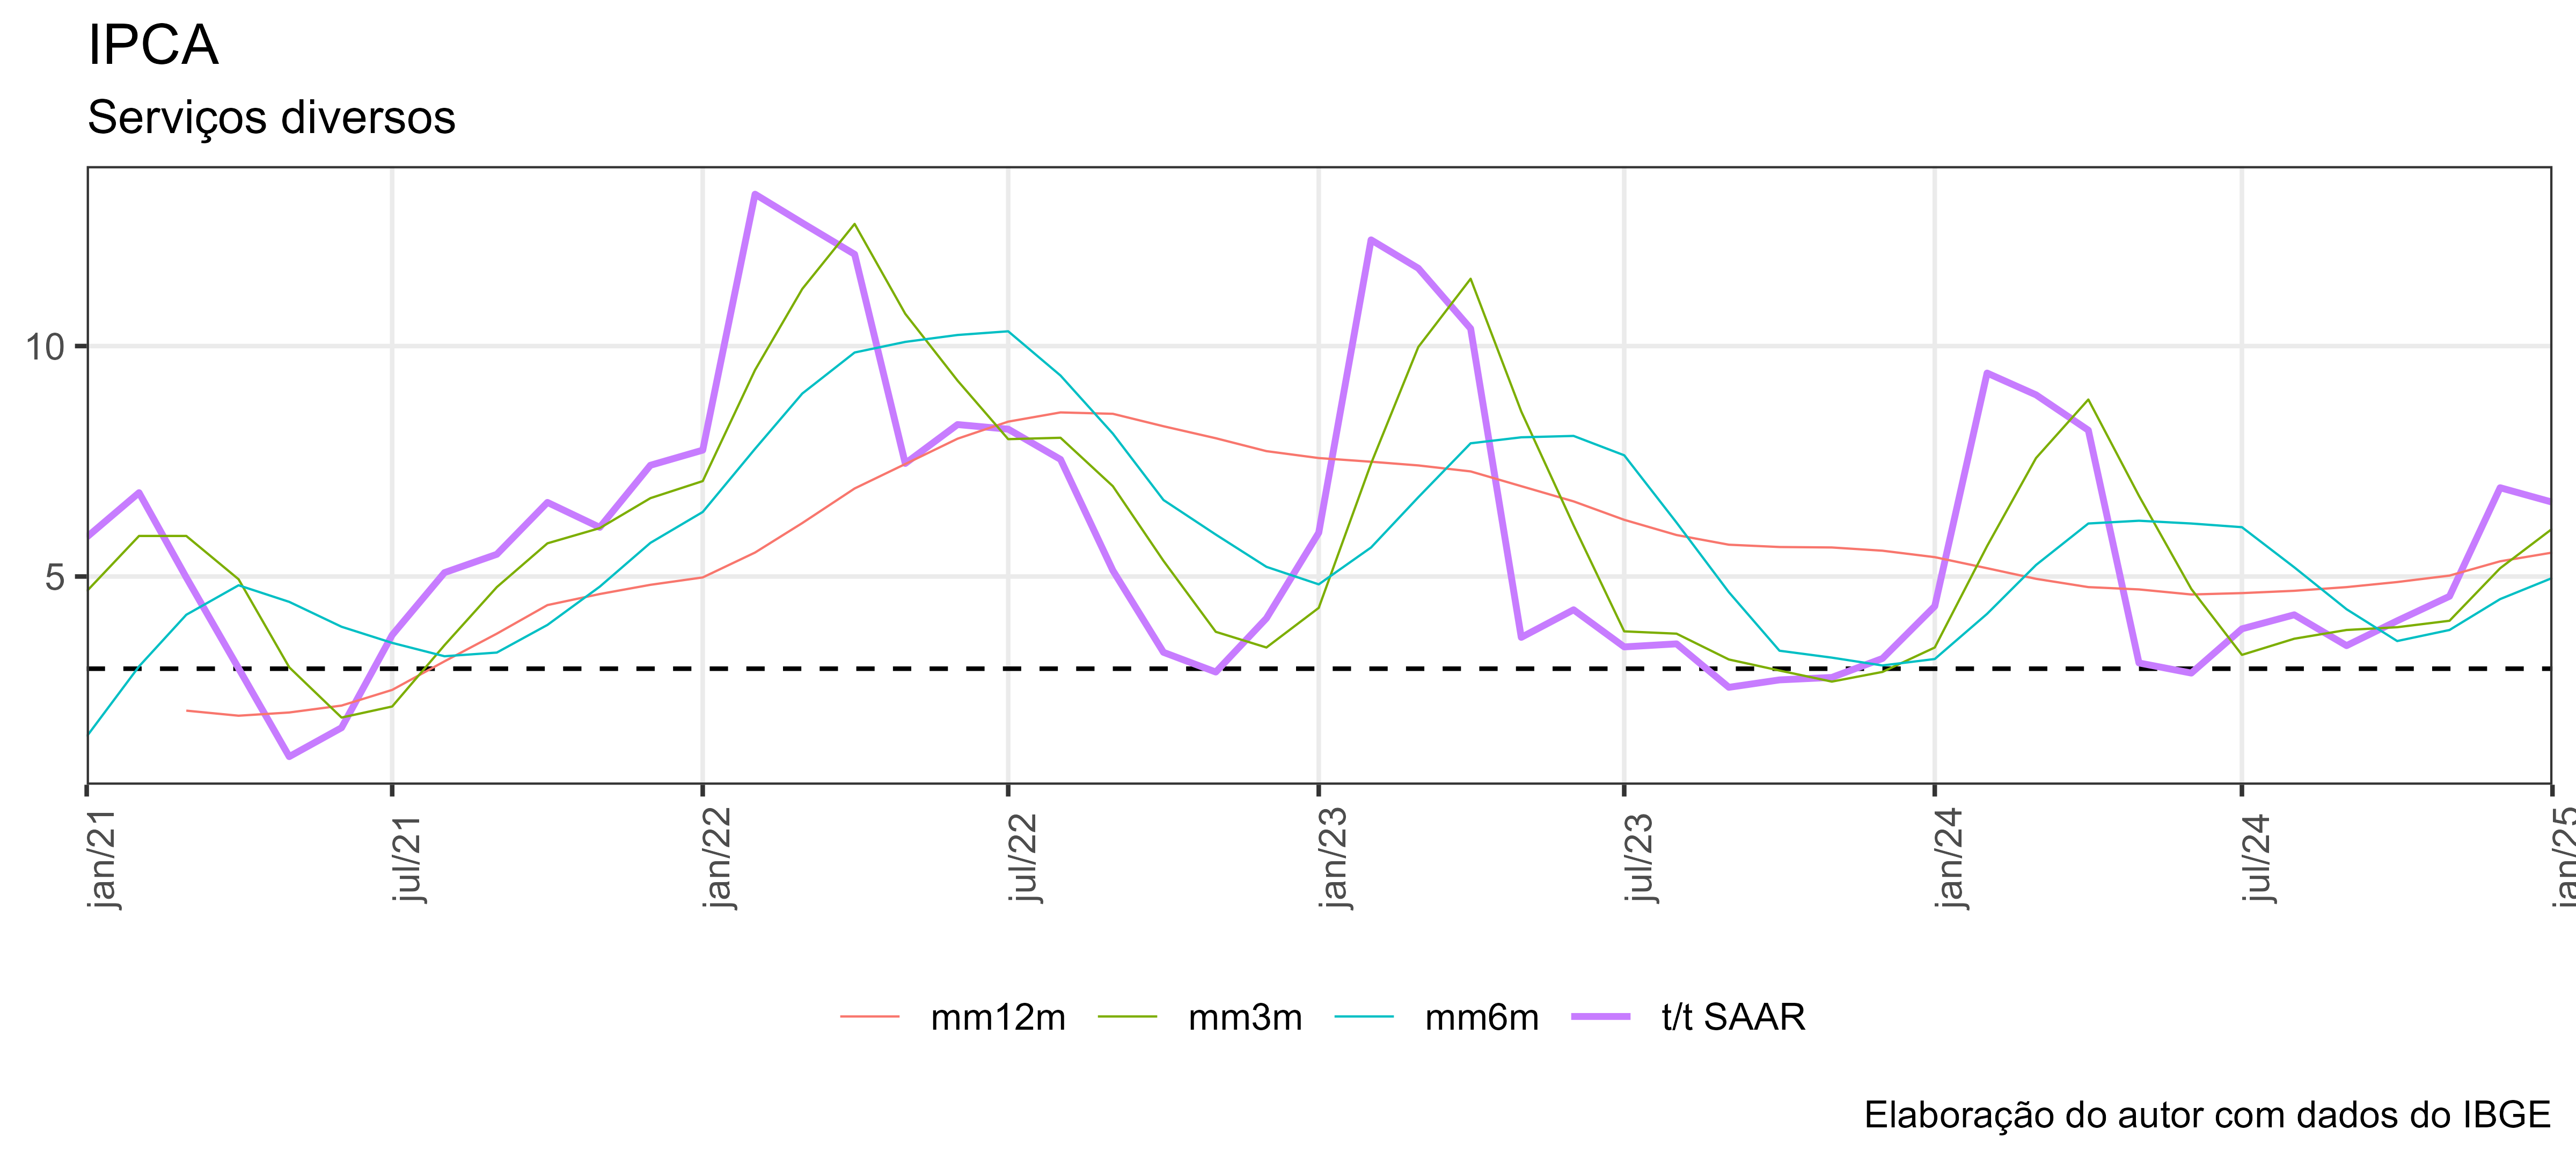 IPCA
Serviços diversos
10
5
jan/21
jul/21
jan/22
jul/22
jan/23
jul/23
jan/24
jul/24
jan/25
mm12m mm3m mm6m t/t SAAR
Elaboração do autor com dados do IBGE